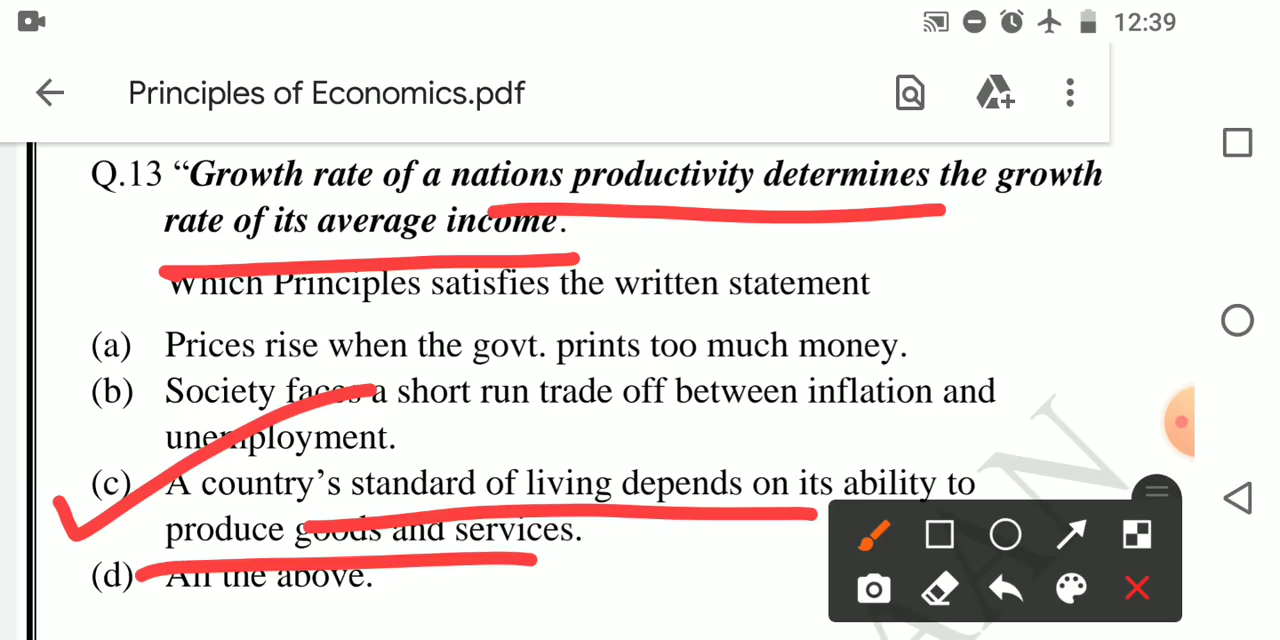 12:39
Principles of Economics.pdf
Q.13 “Growth rate of a nations productivity determines the growth
rate of its average income.
Which Principles satisfies the written statement
(a) Prices rise when the govt. prints too much money.
(b) Society faces a short run trade off between inflation and
unemployment.
(c) A country’s standard of living depends on its ability to
produce goods and services.
(d) All the above.